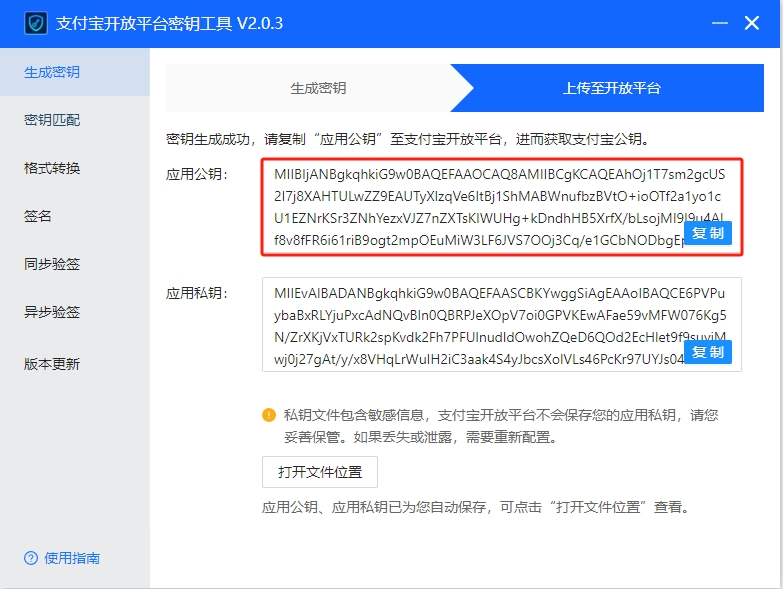 支付宝开放平台密钥工具 V2.0.3
生成密钥
密钥匹配
格式转换
签名
同步验签
异步验签
版本更新
使用指南
生成密钥
上传至开放平台
密钥生成成功，请复制“应用公钥”至支付宝开放平台，进而获取支付宝公钥。
应用公钥：
MIIBIjANBgkqhkiG9w0BAQEFAAOCAQ8AMIIBCgKCAQEAhOj1T7sm2gcUS
2I7j8XAHTULwZZ9EAUTyXIzqVe6ItBj1ShMABWnufbzBVtO+ioOTf2a1yo1c
U1EZNrKSr3ZNhYezxVJZ7nZXTsKIWUHg+kDndhHB5XrfX/bLsojMI9I9u4AL
f8v8fFR6i61riB9ogt2mpOEuMiW3LF6JVS7OOj3Cq/e1GCbNODbgE
复制
应用私钥：
MIIEvAIBADANBgkqhkiG9w0BAQEFAASCBKYwggSiAgEAAoIBAQCE6PVPu
ybaBxRLYjuPxcAdNQvBIn0QBRPJeXOpV7oi0GPVKEwAFae59vMFW076Kg5
N/ZrXKjVxTURk2spKvdk2Fh7PFUInudIdOwohZQeD6QOd2EcHIet9f9suyiM
wj0j27gAt/y/x8VHqLrWuIH2iC3aak4S4yJbcsXoIVLs46PcKr97UYJs04
复制
私钥文件包含敏感信息，支付宝开放平台不会保存您的应用私钥，请您
妥善保管。如果丢失或泄露，需要重新配置。
打开文件位置
应用公钥、应用私钥已为您自动保存，可点击“打开文件位置”查看。